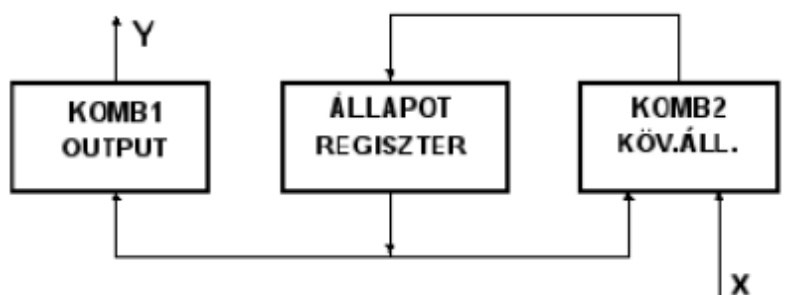 Y
KOMB1
OUTPUT
ÁLLAPOT
REGISZTER
KOMB2
KÖV.ÁLL.
X